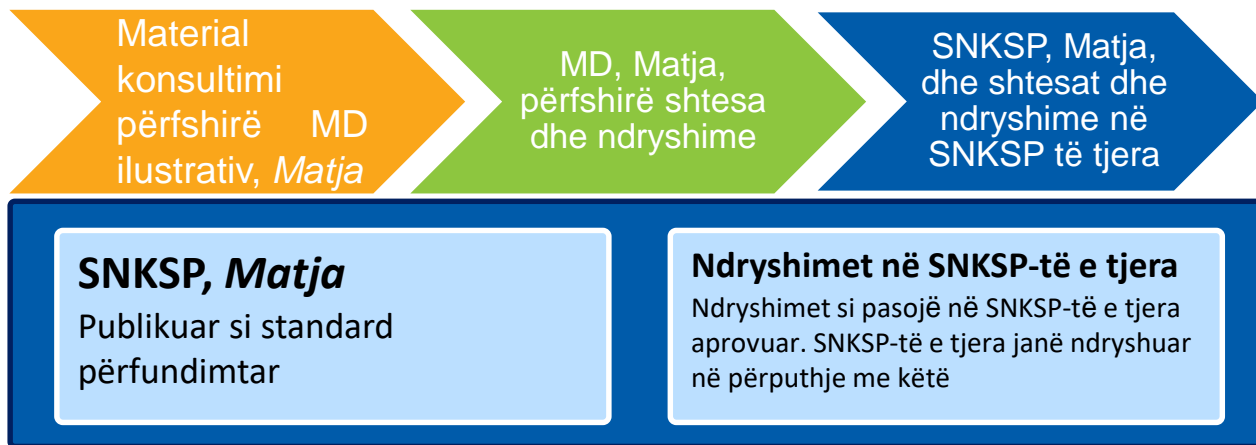 Material
konsultimi
përfshirë MD
ilustrativ, Matja
MD, Matja,
përfshirë shtesa
dhe ndryshime
SNKSP, Matja,
dhe shtesat dhe
ndryshime në
SNKSP të tjera
SNKSP, Matja
Publikuar si standard
përfundimtar
Ndryshimet në SNKSP-të e tjera
Ndryshimet si pasojë në SNKSP-të e tjera
aprovuar. SNKSP-të e tjera janë ndryshuar
në përputhje me këtë